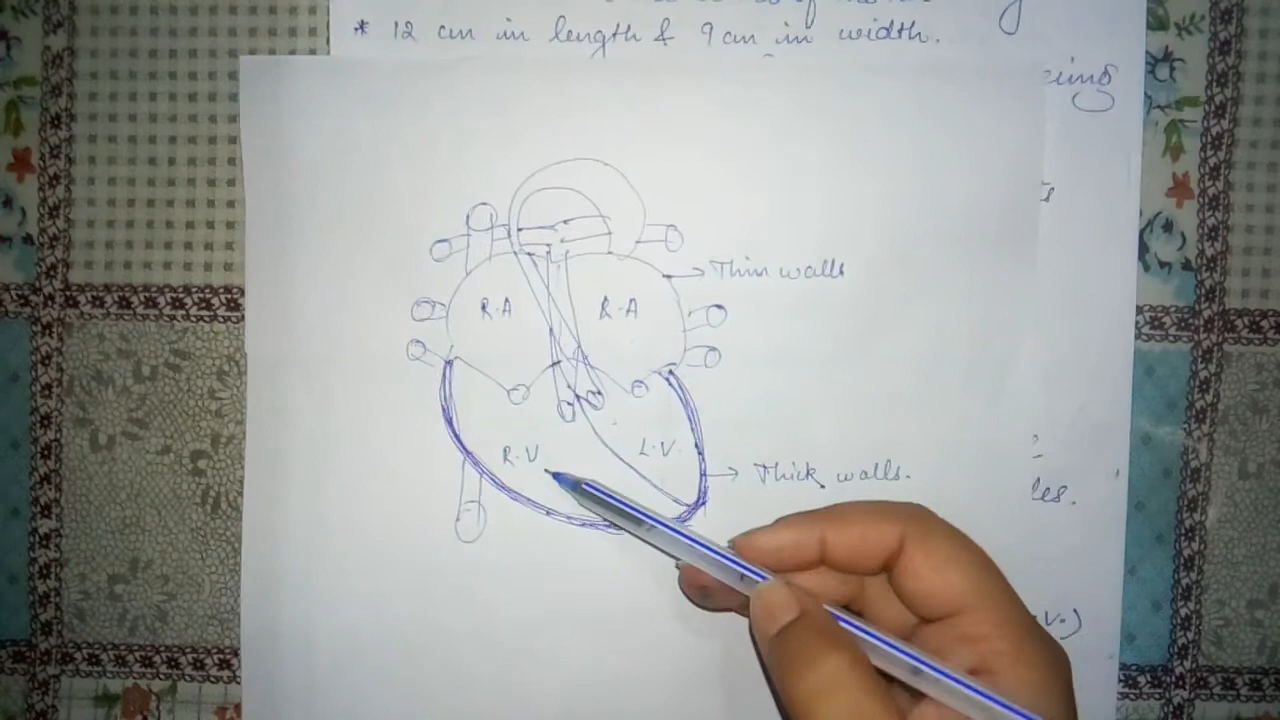 * 12 cm in length & 9 cm in width.
Thin walls
R.A R.A
R.V L.V.
Thick walls.
v.)